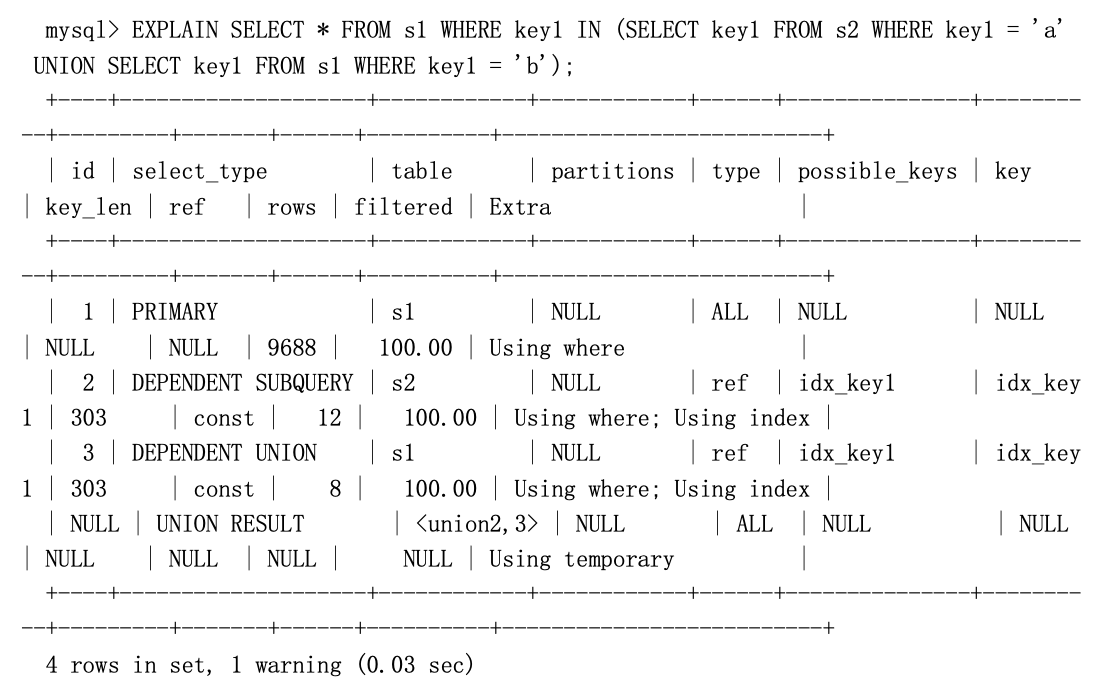 mysql> EXPLAIN SELECT * FROM s1 WHERE key1 IN (SELECT key1 FROM s2 WHERE key1 = 'a'
UNION SELECT key1 FROM s1 WHERE key1 = 'b');
+----+--------------------+------------+------------+------+---------------+--------
--+---------+-------+------+----------+--------------------------+
| id | select_type        | table      | partitions | type | possible_keys | key
| key_len | ref   | rows | filtered | Extra                    |
+----+--------------------+------------+------------+------+---------------+--------
--+---------+-------+------+----------+--------------------------+
|  1 | PRIMARY            | s1         | NULL       | ALL  | NULL          | NULL
| NULL    | NULL  | 9688 |   100.00 | Using where              |
|  2 | DEPENDENT SUBQUERY | s2         | NULL       | ref  | idx_key1      | idx_key
1 | 303     | const |   12 |   100.00 | Using where; Using index |
|  3 | DEPENDENT UNION    | s1         | NULL       | ref  | idx_key1      | idx_key
1 | 303     | const |    8 |   100.00 | Using where; Using index |
| NULL | UNION RESULT       | <union2,3> | NULL       | ALL  | NULL          | NULL
| NULL    | NULL  | NULL |     NULL | Using temporary          |
+----+--------------------+------------+------------+------+---------------+--------
--+---------+-------+------+----------+--------------------------+
4 rows in set, 1 warning (0.03 sec)